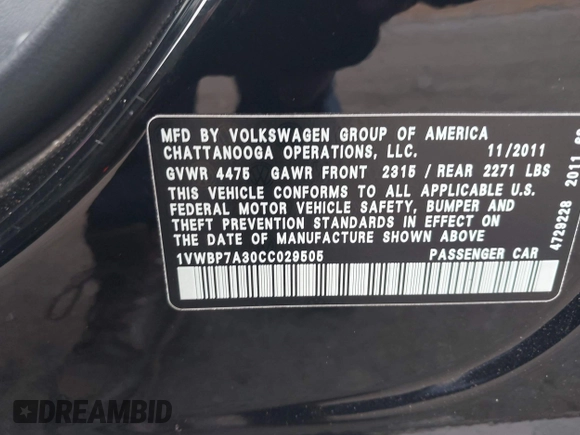 MFD BY VOLKSWAGEN GROUP OF AMERICA
CHATTANOOGA OPERATIONS, LLC. 11/2011
GVWR 4475 GAWR FRONT 2315 / REAR 2271 LBS
THIS VEHICLE CONFORMS TO ALL APPLICABLE U.S.
FEDERAL MOTOR VEHICLE SAFETY, BUMPER AND
THEFT PREVENTION STANDARDS IN EFFECT ON
THE DATE OF MANUFACTURE SHOWN ABOVE
1VWBP7A30CC029505 PASSENGER CAR
4729228 2011
DREAMBID